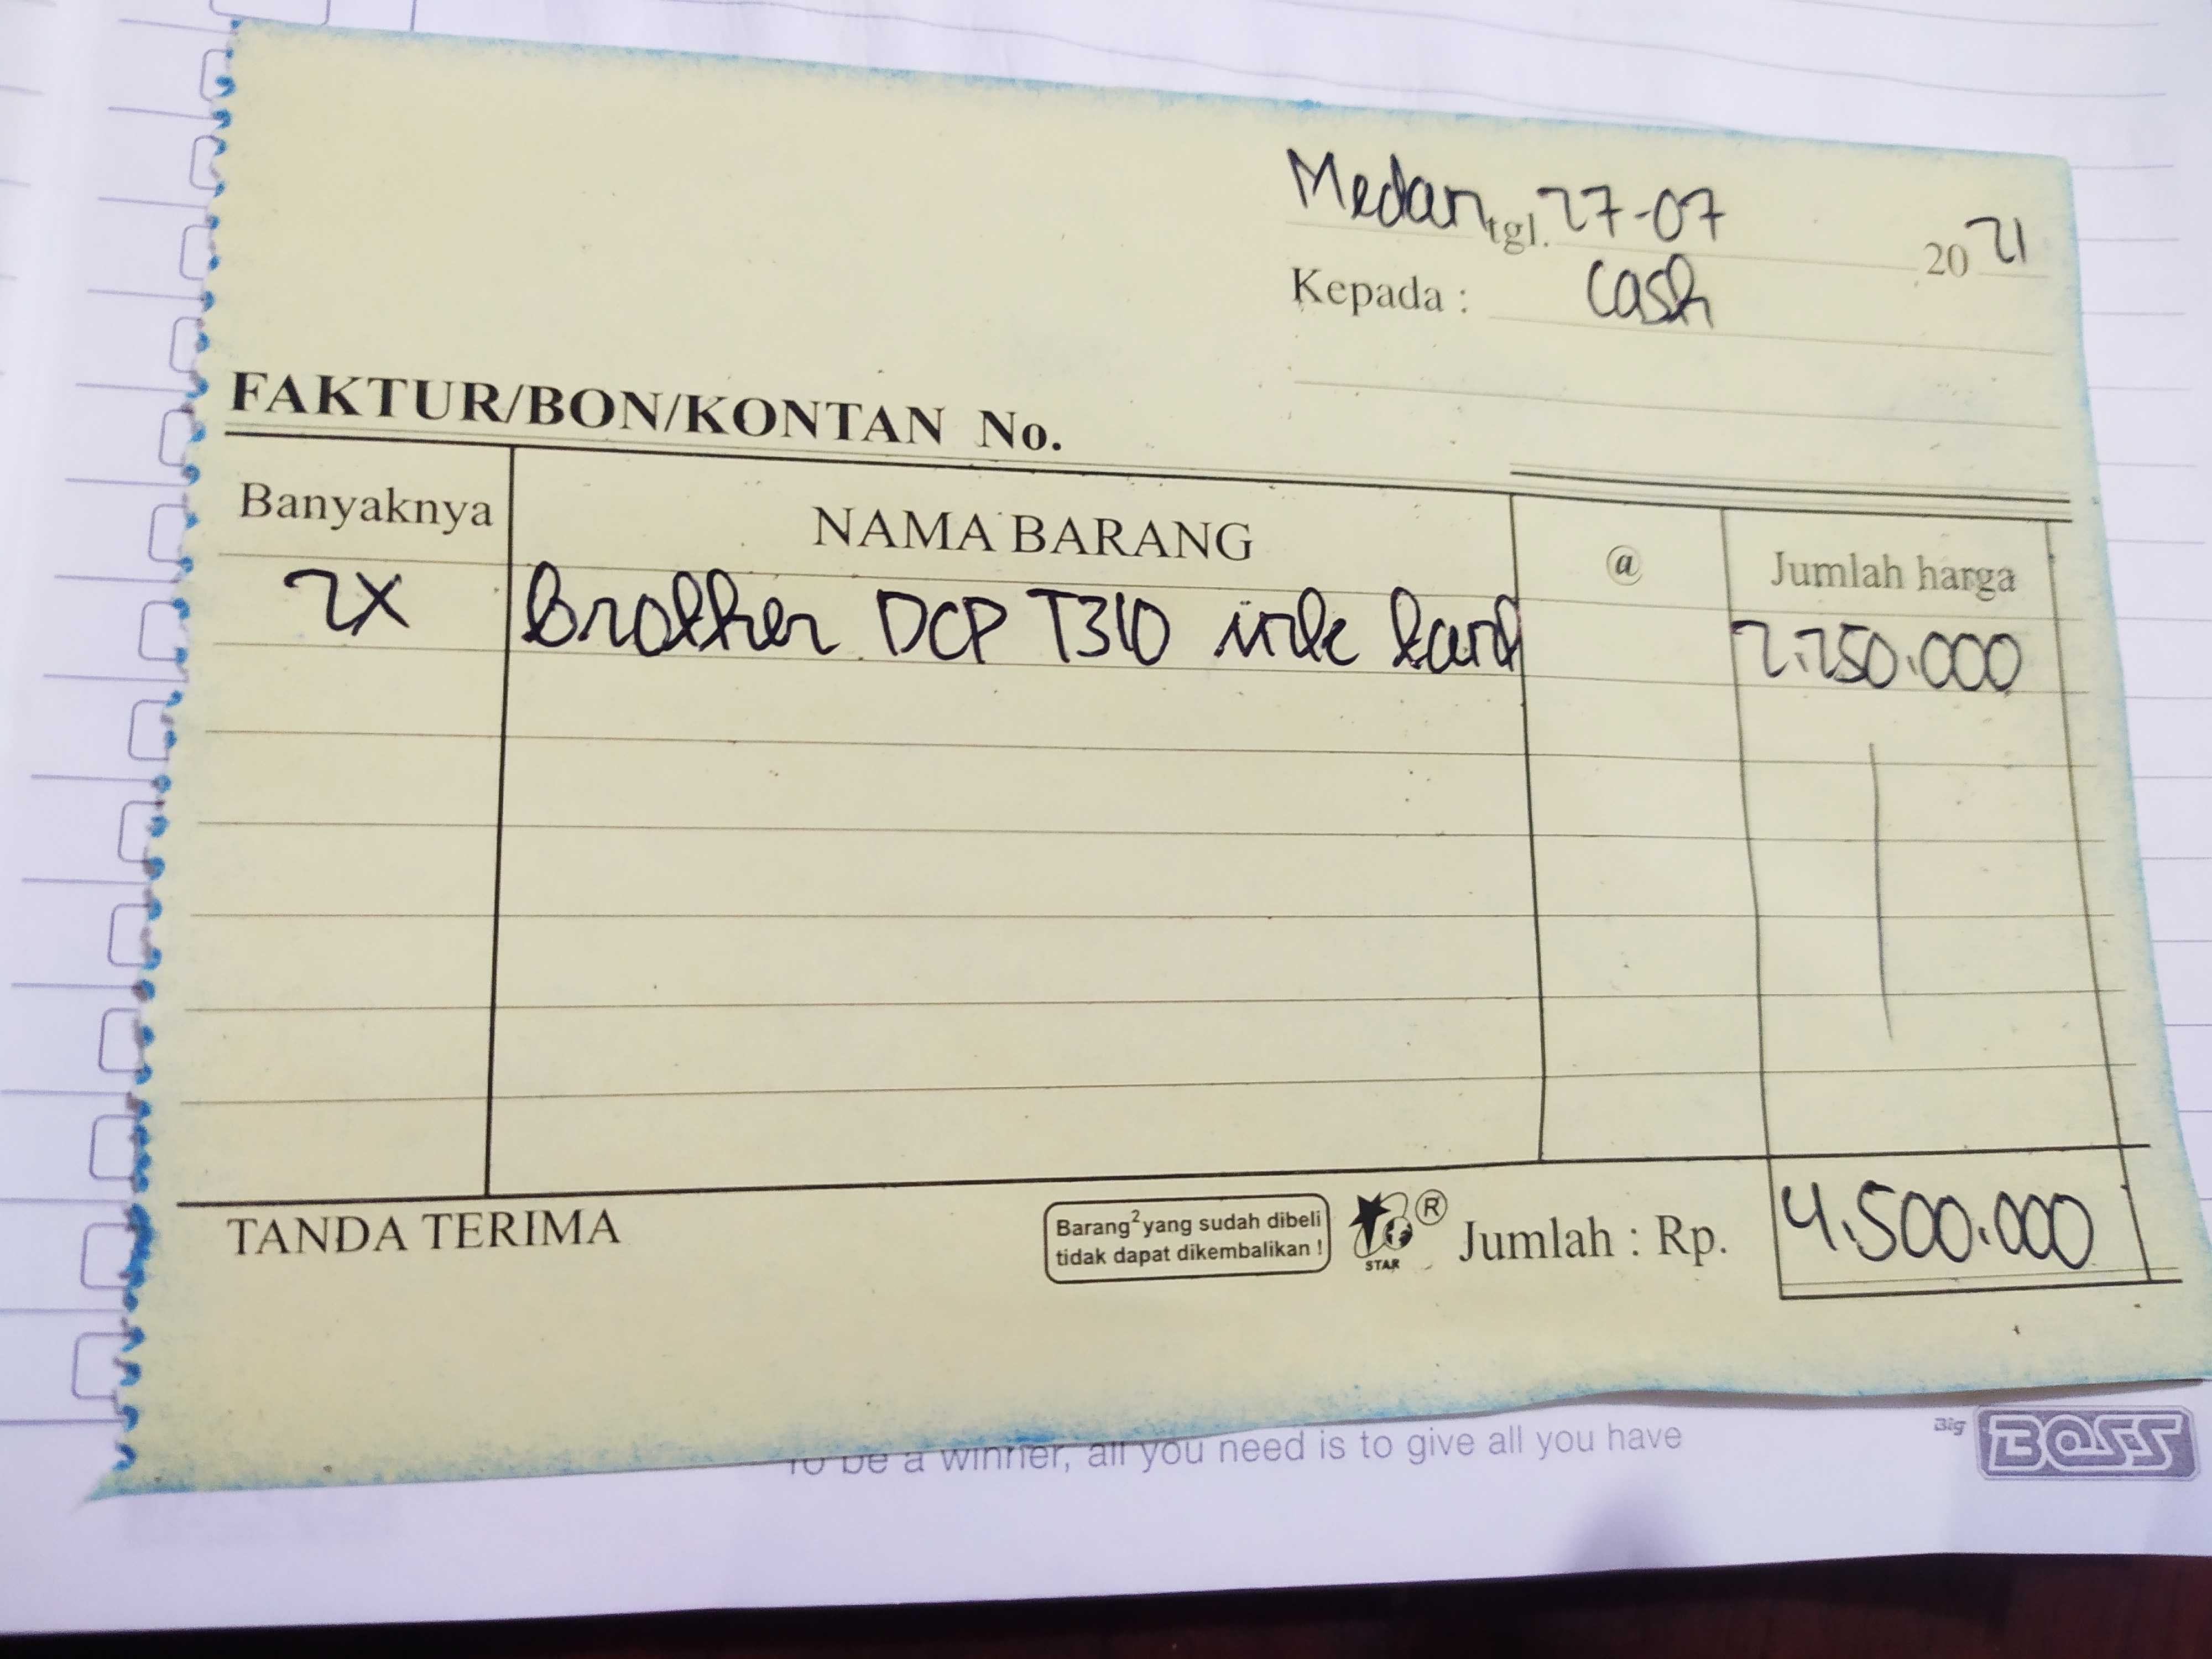 Medan, tgl. 27-07 2021
Kepada : Cash
FAKTUR/BON/KONTAN No.
Banyaknya NAMA BARANG @ Jumlah harga
2X Brother DCP T310 ink tank 2.250.000
TANDA TERIMA
Barang² yang sudah dibeli
tidak dapat dikembalikan !
STAR ®
Jumlah : Rp. 4.500.000
To be a winner, all you need is to give all you have
Big BOSS